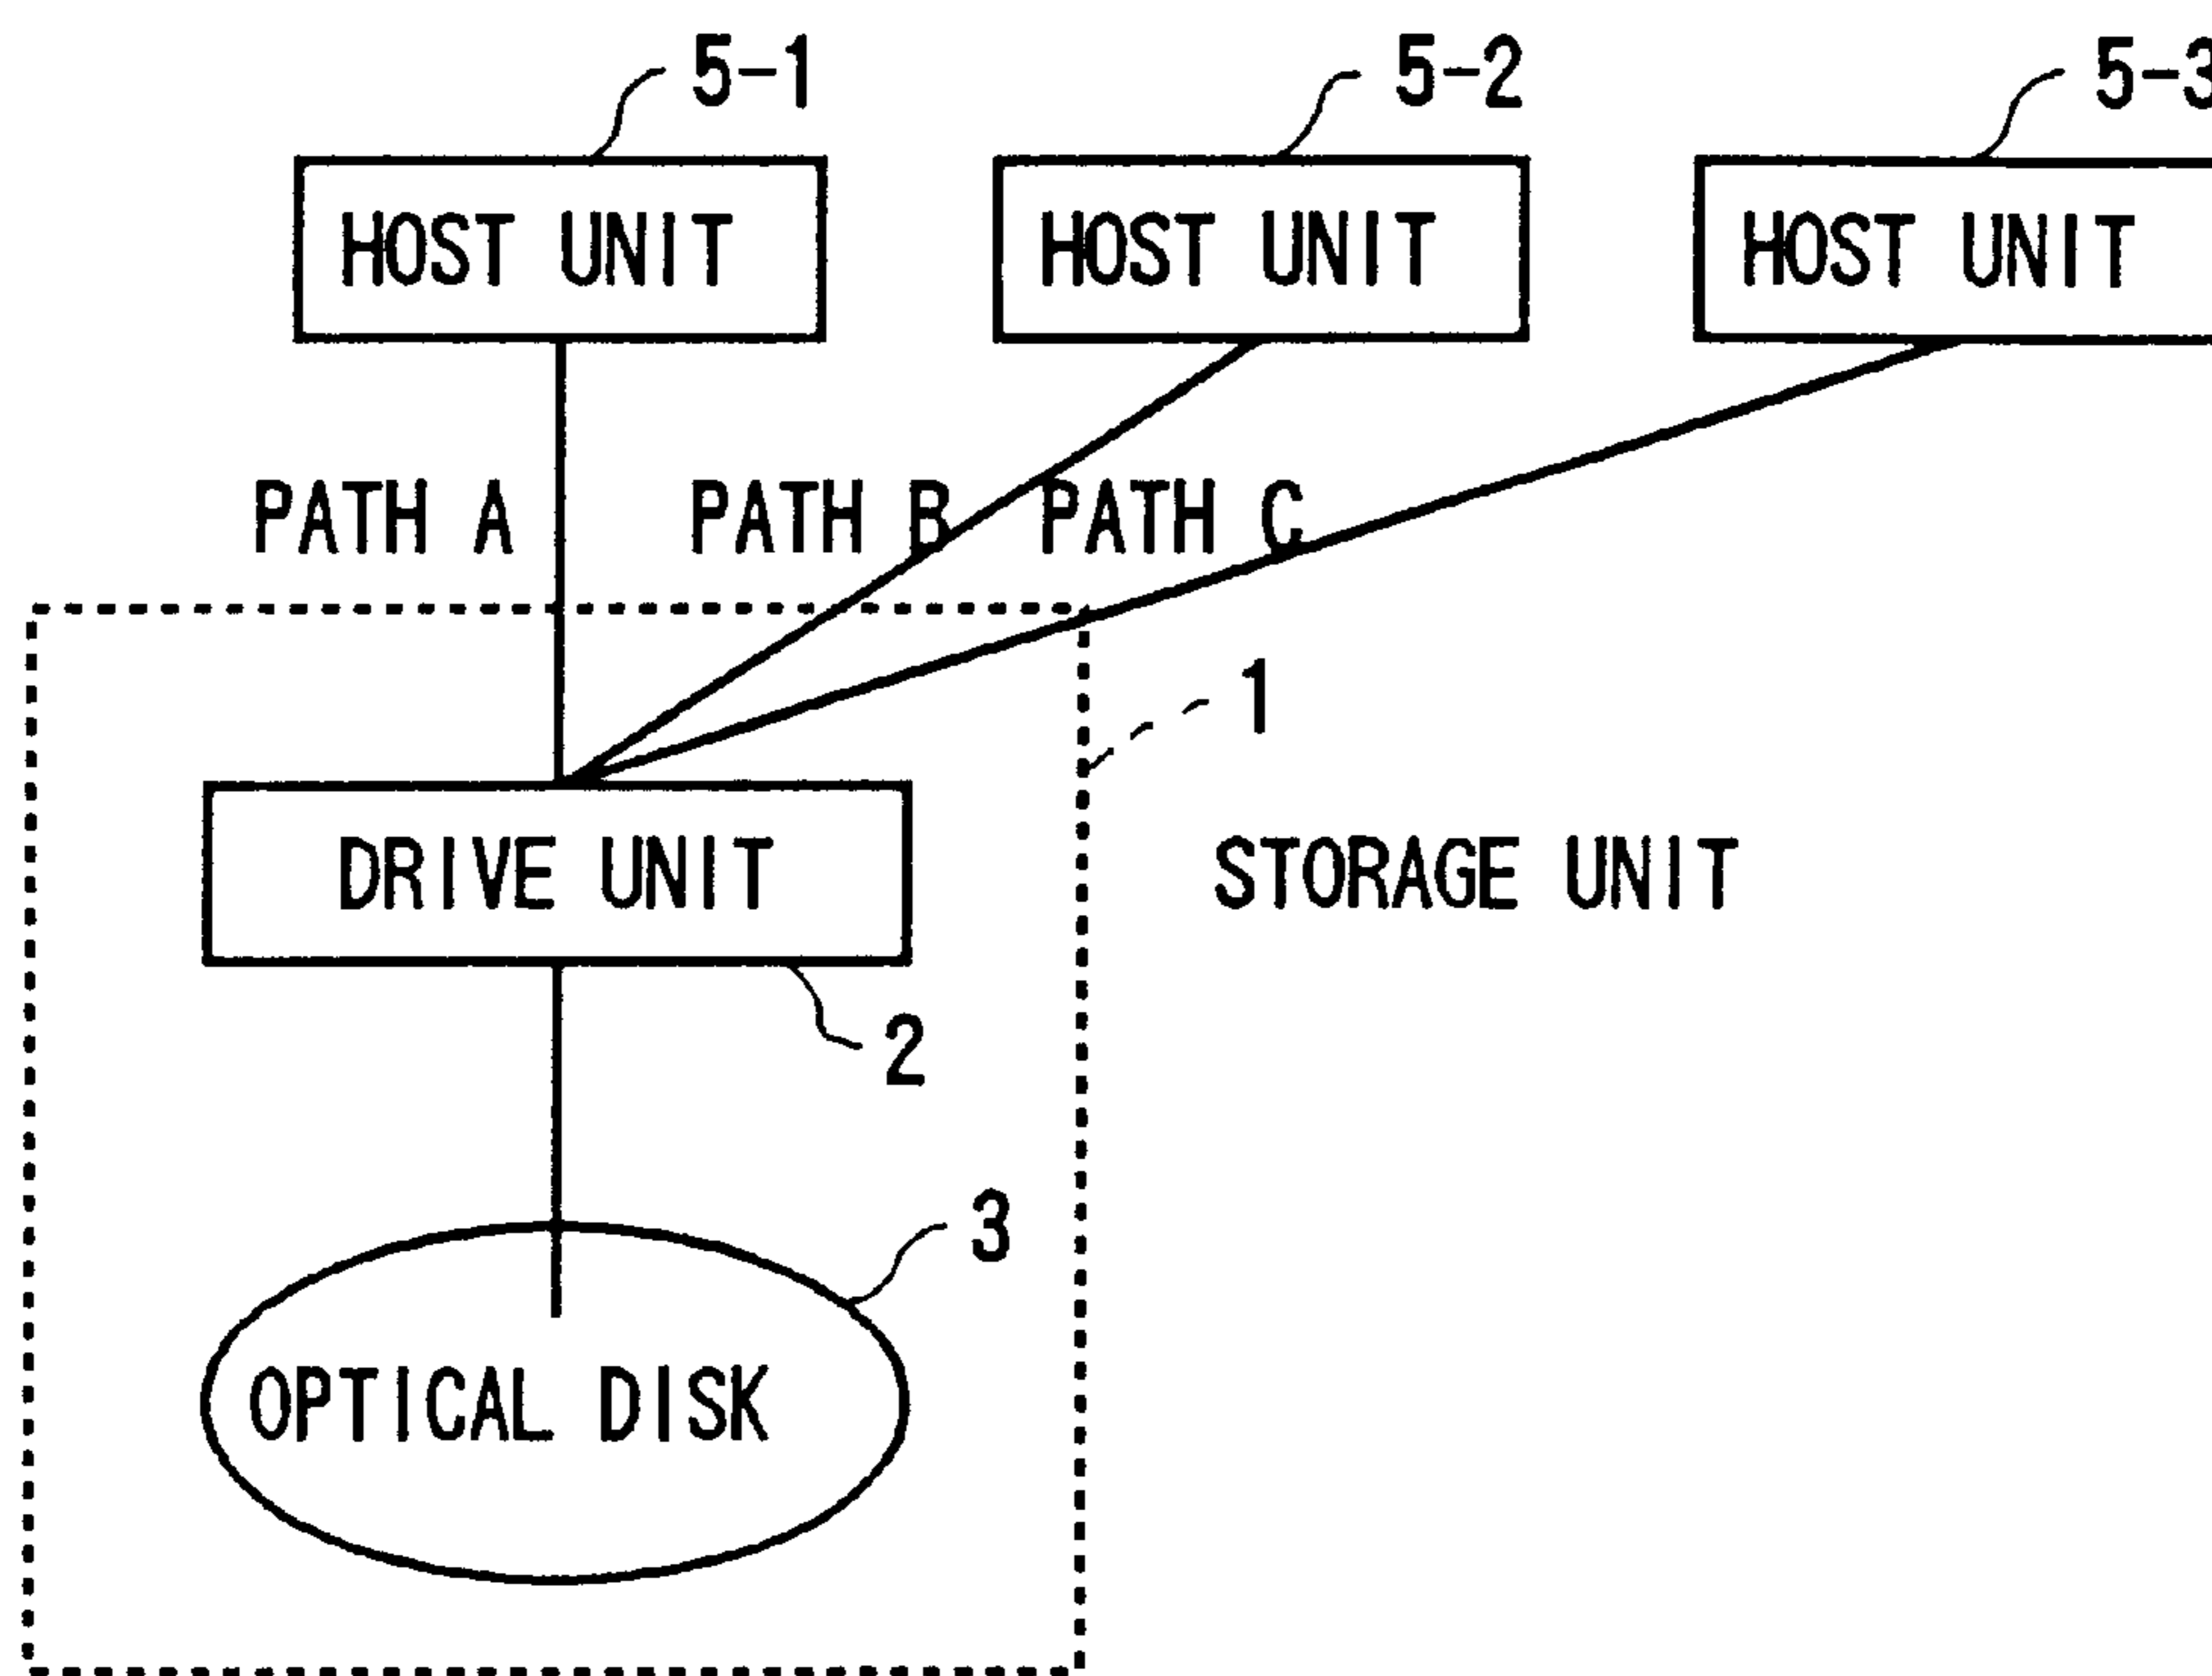 5-1 5-2 5-3
HOST UNIT HOST UNIT HOST UNIT
PATH A PATH B PATH C
1
DRIVE UNIT STORAGE UNIT
2
3
OPTICAL DISK